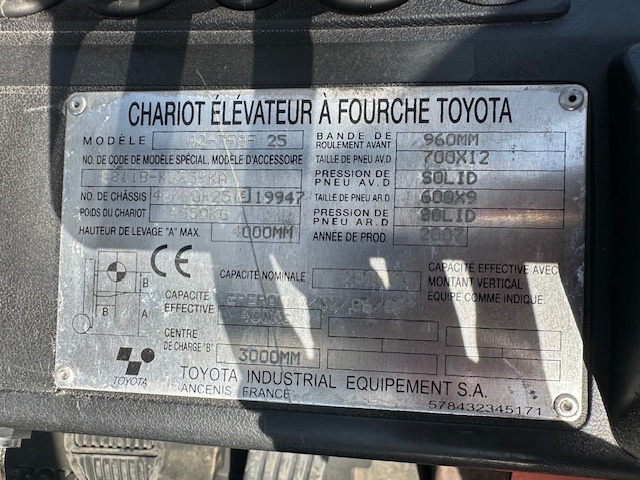 CHARIOT ÉLÉVATEUR À FOURCHE TOYOTA
MODÈLE 25
NO. DE CODE DE MODÈLE SPÉCIAL, MODÈLE D'ACCESSOIRE
NO. DE CHÂSSIS 19947
POIDS DU CHARIOT
HAUTEUR DE LEVAGE "A" MAX. 4000MM
BANDE DE ROULEMENT AVANT 960MM
TAILLE DE PNEU AV.D 700X12
PRESSION DE PNEU AV.D SOLID
TAILLE DE PNEU AR D 600X9
PRESSION DE PNEU AR.D SOLID
ANNÉE DE PROD.
CE
CAPACITÉ NOMINALE
CAPACITÉ EFFECTIVE AVEC
MONTANT VERTICAL
EQUIPÉ COMME INDIQUÉ.
CAPACITÉ
EFFECTIVE
B B A
CENTRE
DE CHARGE "B" 3000MM
TOYOTA
TOYOTA INDUSTRIAL EQUIPEMENT S.A.
ANCENIS FRANCE
578432345171